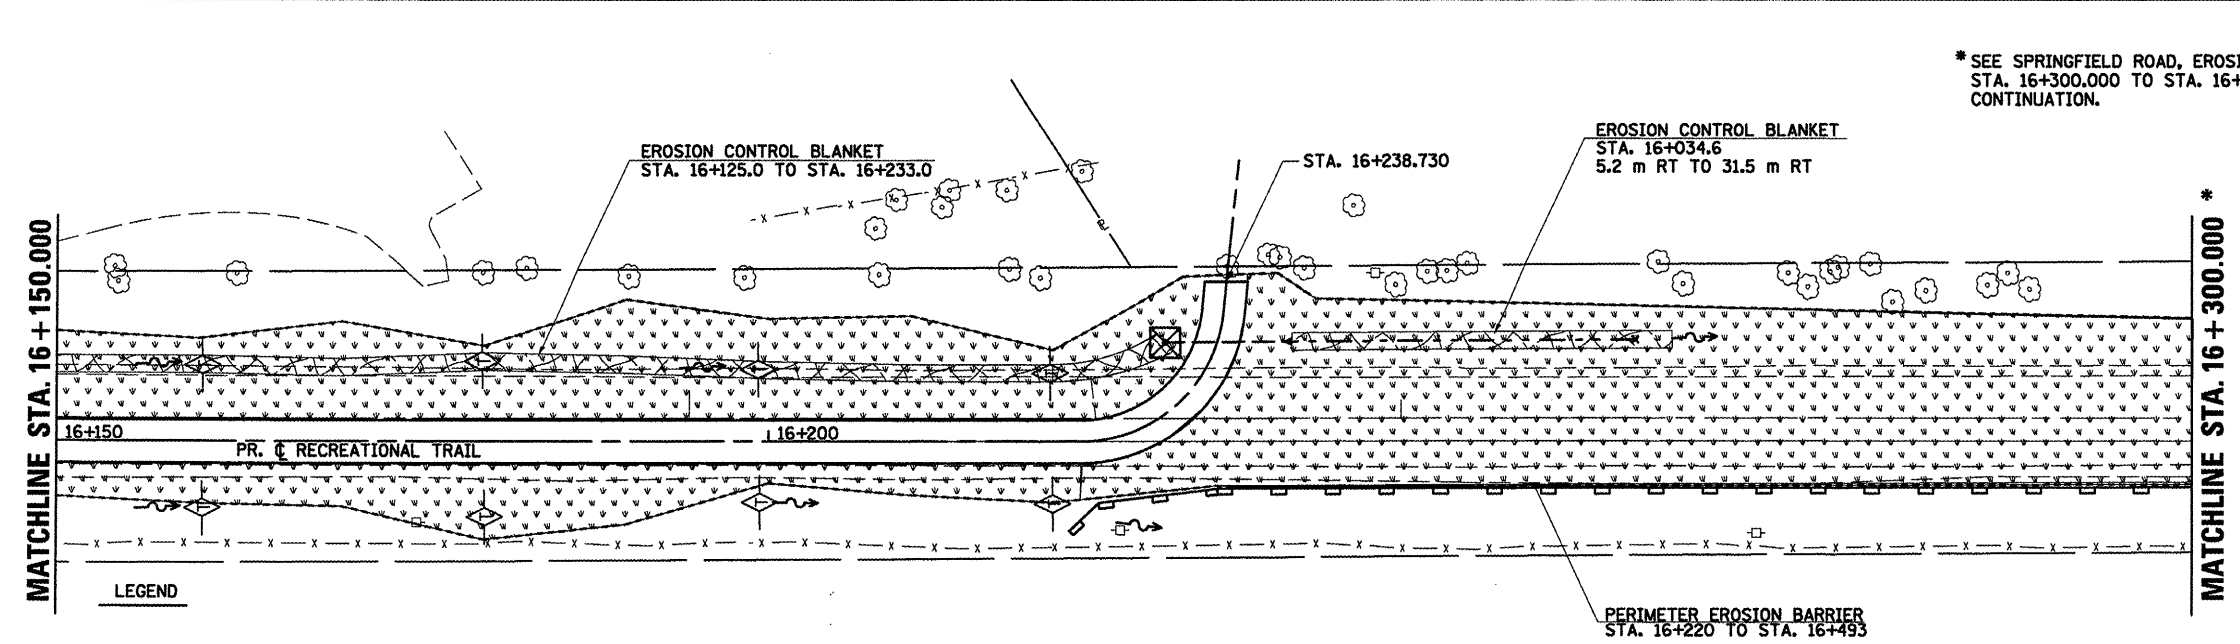 * SEE SPRINGFIELD ROAD, EROSI
STA. 16+300.000 TO STA. 16+
CONTINUATION.
EROSION CONTROL BLANKET
STA. 16+034.6
5.2 m RT TO 31.5 m RT
EROSION CONTROL BLANKET
STA. 16+125.0 TO STA. 16+233.0
STA. 16+238.730
MATCHLINE STA. 16+150.000
MATCHLINE STA. 16+300.000 *
16+150
16+200
PR. ℄ RECREATIONAL TRAIL
LEGEND
PERIMETER EROSION BARRIER
STA. 16+220 TO STA. 16+493